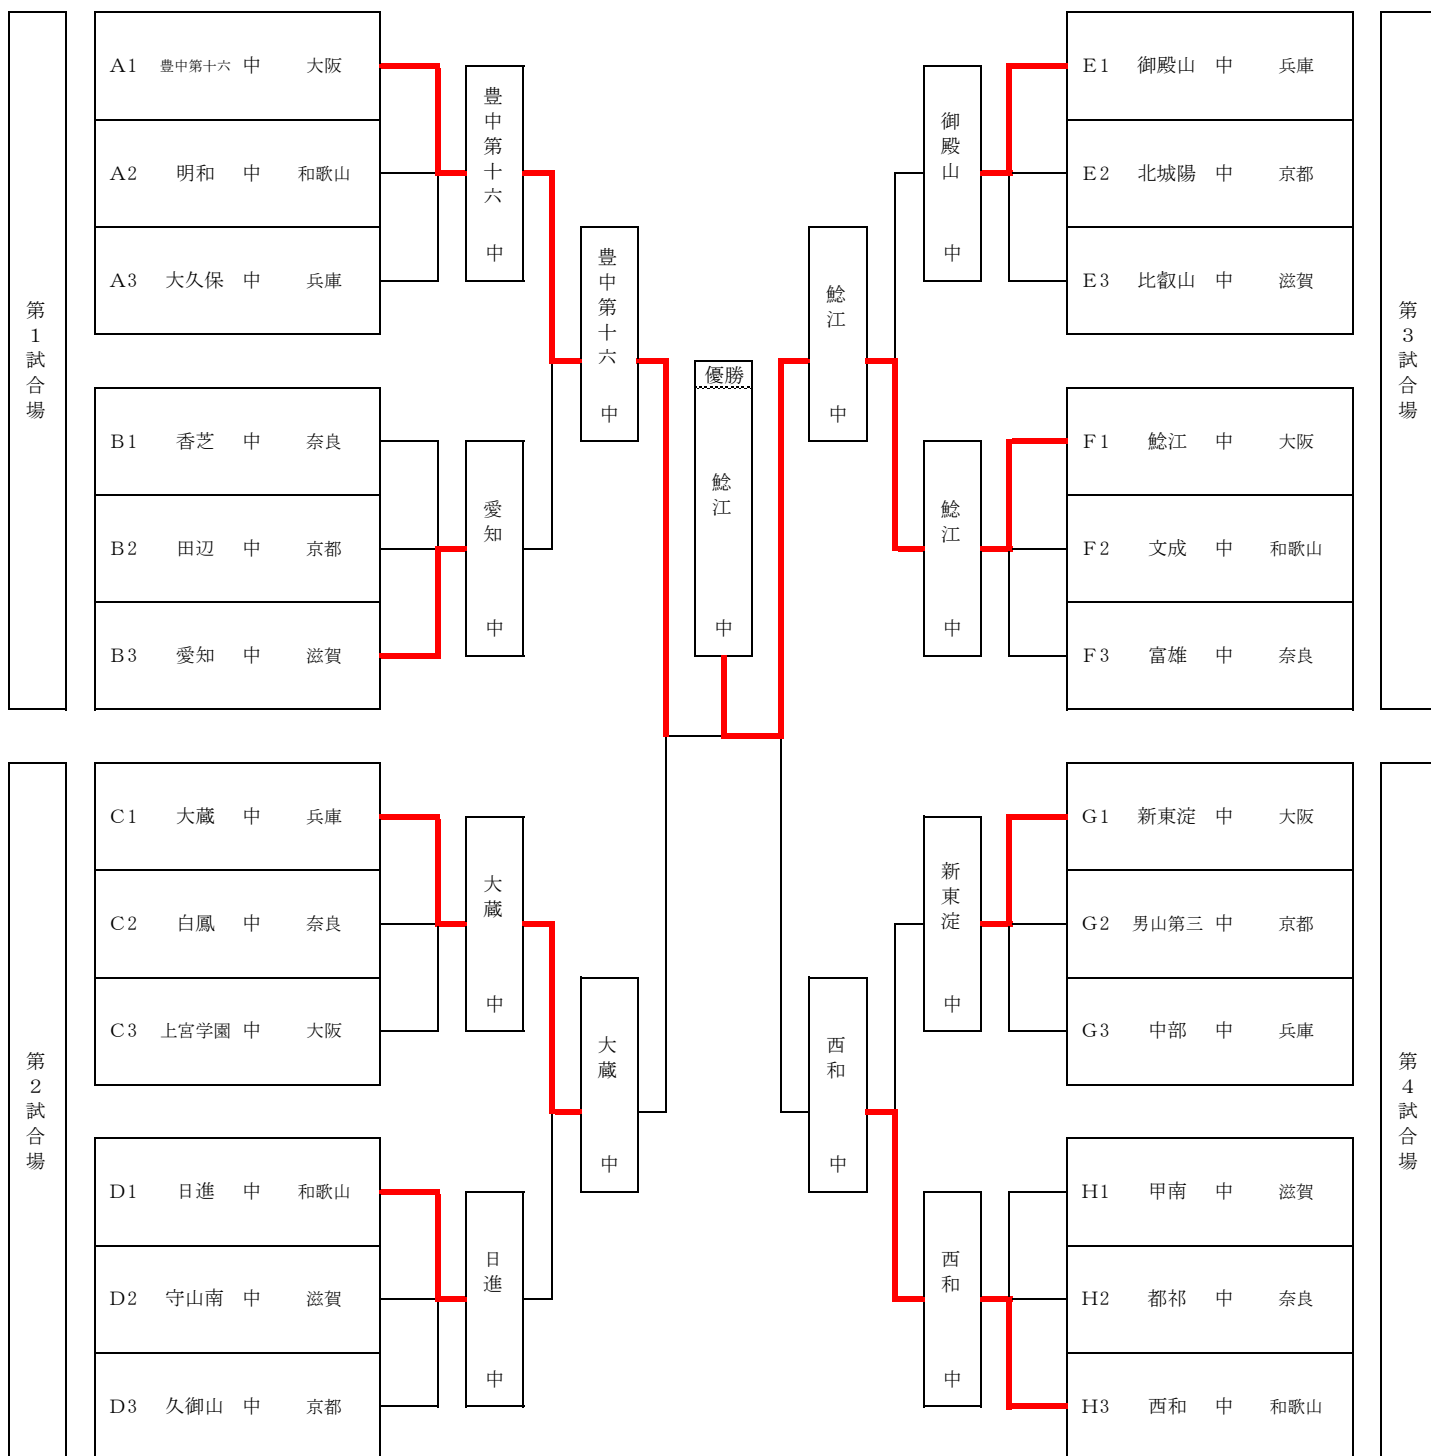 第1試合場
A1 豊中第十六 中 大阪
A2 明和 中 和歌山
A3 大久保 中 兵庫
B1 香芝 中 奈良
B2 田辺 中 京都
B3 愛知 中 滋賀
豊中第十六 中
愛知 中
豊中第十六 中
第2試合場
C1 大蔵 中 兵庫
C2 白鳳 中 奈良
C3 上宮学園 中 大阪
D1 日進 中 和歌山
D2 守山南 中 滋賀
D3 久御山 中 京都
大蔵 中
日進 中
大蔵 中
優勝
鯰江 中
鯰江 中
御殿山 中
鯰江 中
E1 御殿山 中 兵庫
E2 北城陽 中 京都
E3 比叡山 中 滋賀
F1 鯰江 中 大阪
F2 文成 中 和歌山
F3 富雄 中 奈良
第3試合場
西和 中
新東淀 中
西和 中
G1 新東淀 中 大阪
G2 男山第三 中 京都
G3 中部 中 兵庫
H1 甲南 中 滋賀
H2 都祁 中 奈良
H3 西和 中 和歌山
第4試合場